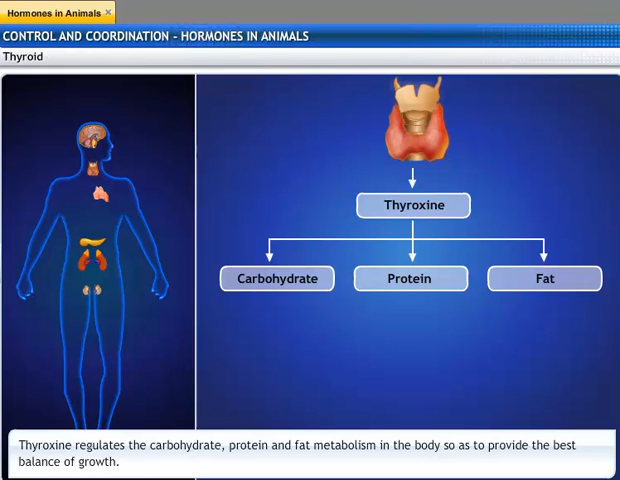 Hormones in Animals
CONTROL AND COORDINATION - HORMONES IN ANIMALS
Thyroid
Thyroxine
Carbohydrate
Protein
Fat
Thyroxine regulates the carbohydrate, protein and fat metabolism in the body so as to provide the best
balance of growth.